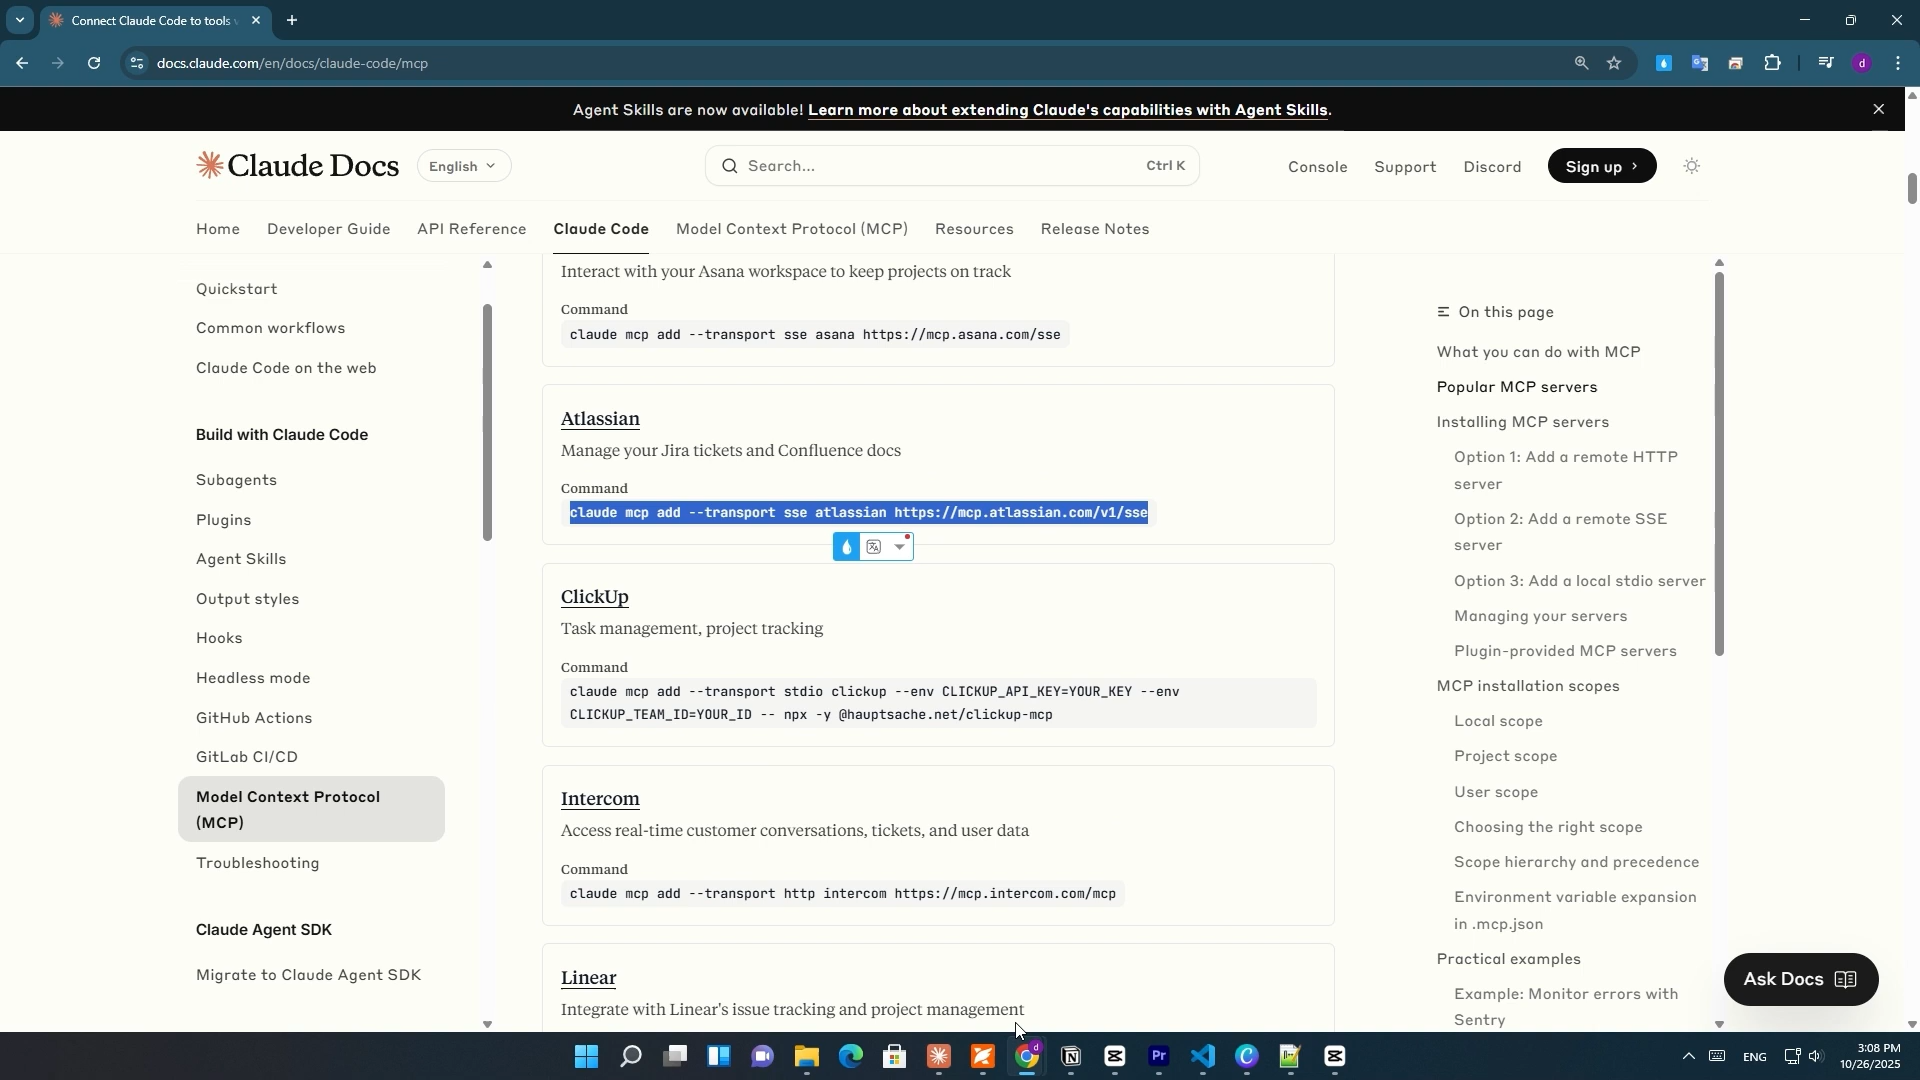 Connect Claude Code to tools
docs.claude.com/en/docs/claude-code/mcp
d
Agent Skills are now available! Learn more about extending Claude's capabilities with Agent Skills.
Claude Docs
English
Search...
Ctrl K
Console
Support
Discord
Sign up
Home
Developer Guide
API Reference
Claude Code
Model Context Protocol (MCP)
Resources
Release Notes
Quickstart
Common workflows
Claude Code on the web
Build with Claude Code
Subagents
Plugins
Agent Skills
Output styles
Hooks
Headless mode
GitHub Actions
GitLab CI/CD
Model Context Protocol
(MCP)
Troubleshooting
Claude Agent SDK
Migrate to Claude Agent SDK
Interact with your Asana workspace to keep projects on track
Command
claude mcp add --transport sse asana https://mcp.asana.com/sse
Atlassian
Manage your Jira tickets and Confluence docs
Command
claude mcp add --transport sse atlassian https://mcp.atlassian.com/v1/sse
ClickUp
Task management, project tracking
Command
claude mcp add --transport stdio clickup --env CLICKUP_API_KEY=YOUR_KEY --env
CLICKUP_TEAM_ID=YOUR_ID -- npx -y @hauptsache.net/clickup-mcp
Intercom
Access real-time customer conversations, tickets, and user data
Command
claude mcp add --transport http intercom https://mcp.intercom.com/mcp
Linear
Integrate with Linear's issue tracking and project management
On this page
What you can do with MCP
Popular MCP servers
Installing MCP servers
Option 1: Add a remote HTTP
server
Option 2: Add a remote SSE
server
Option 3: Add a local stdio server
Managing your servers
Plugin-provided MCP servers
MCP installation scopes
Local scope
Project scope
User scope
Choosing the right scope
Scope hierarchy and precedence
Environment variable expansion
in .mcp.json
Practical examples
Example: Monitor errors with
Sentry
Ask Docs
d
Pr
ENG
3:08 PM
10/26/2025